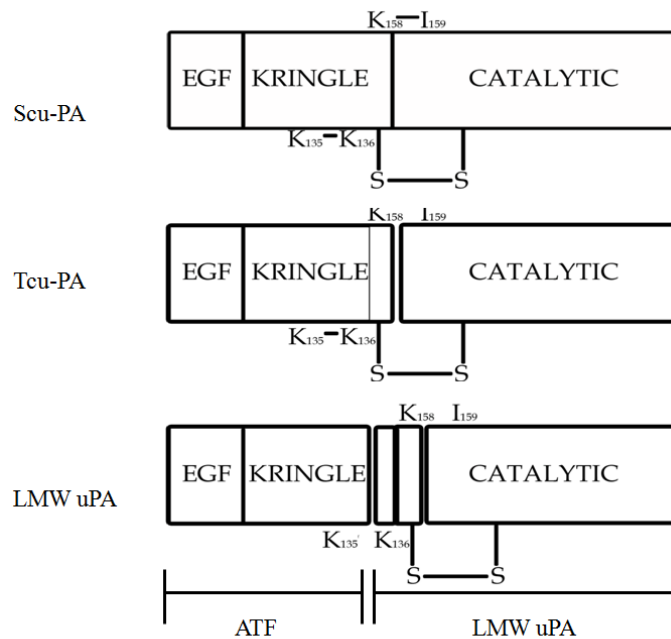 K158 I159
EGF KRINGLE CATALYTIC
Scu-PA
K135 K136
S S
K158 I159
EGF KRINGLE CATALYTIC
Tcu-PA
K135 K136
S S
K158 I159
EGF KRINGLE CATALYTIC
LMW uPA
K135 K136
S S
ATF LMW uPA